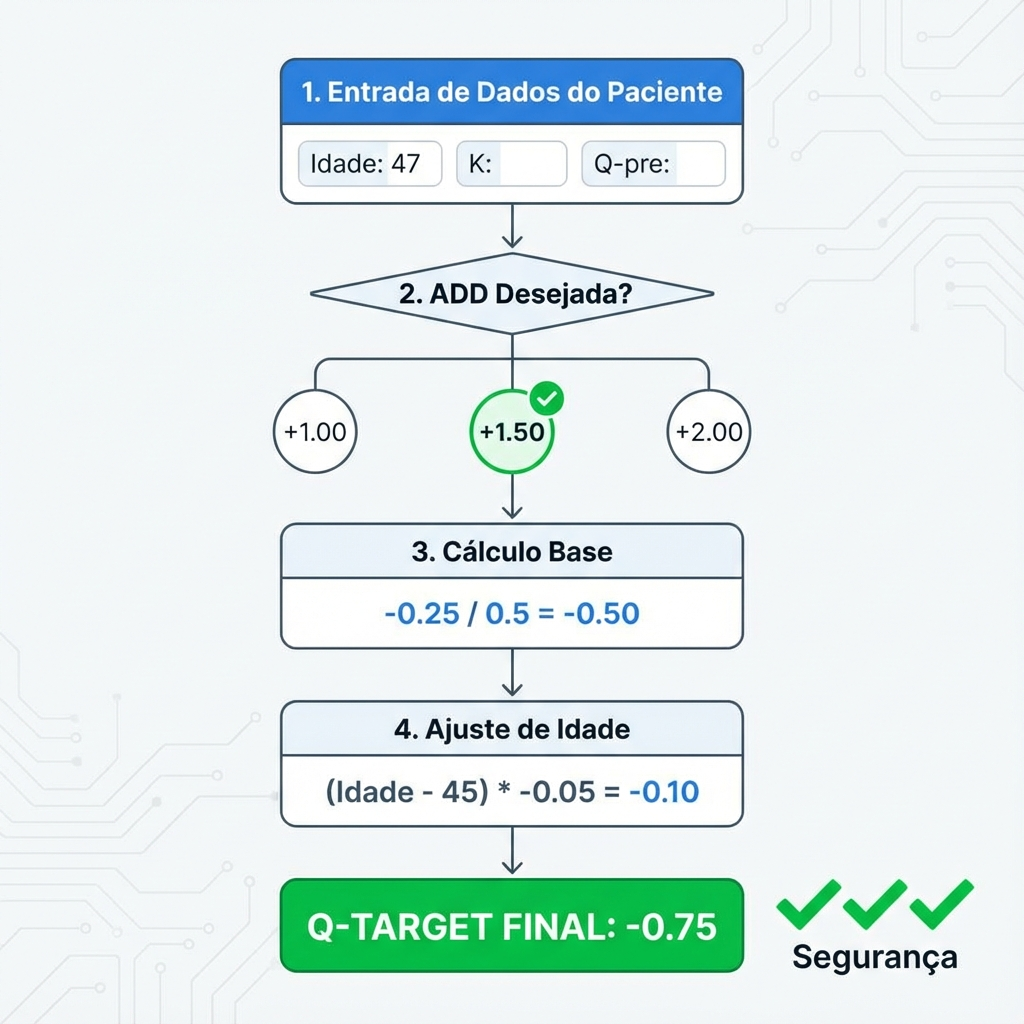 1. Entrada de Dados do Paciente
Idade: 47
K:
Q-pre:
2. ADD Desejada?
+1.00
+1.50
+2.00
3. Cálculo Base
-0.25 / 0.5 = -0.50
4. Ajuste de Idade
(Idade - 45) * -0.05 = -0.10
Q-TARGET FINAL: -0.75
Segurança